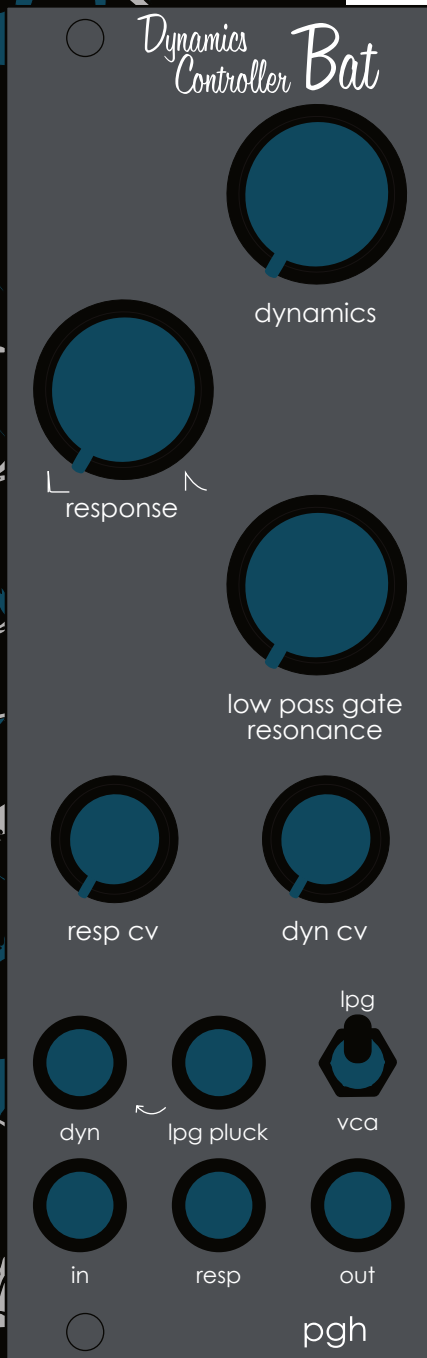 Dynamics
Controller Bat
dynamics
response
low pass gate
resonance
resp cv
dyn cv
lpg
dyn
lpg pluck
vca
in
resp
out
pgh